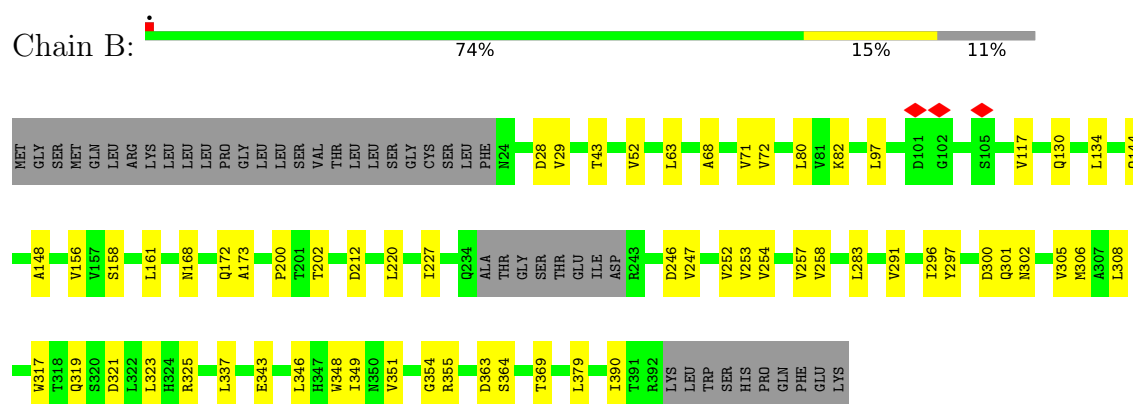 Chain B:
74% 15% 11%
MET GLY SER MET GLN LEU ARG LYS LEU LEU LEU PRO GLY LEU LEU SER VAL THR LEU LEU SER GLY CYS SER LEU PHE N24 D28 V29 T43 V52 L63 A68 V71 V72 L80 V81 K82 L97 D101 G102 S105 V117 Q130 L134
A148 V156 V157 S158 L161 N168 Q172 A173 P200 T201 T202 D212 L220 I227 Q234 ALA THR GLY SER THR GLU ILE ASP R243 D246 V247 V252 V253 V254 V257 V258 L283 V291 I296 Y297 D300 Q301 N302 V305 M306 A307 L308
W317 T318 Q319 S320 D321 L322 L323 H324 R325 L337 E343 L346 H347 W348 I349 N350 V351 G354 R355 D363 S364 T369 L379 I390 T391 R392 LYS LEU TRP SER HIS PRO GLN PHE GLU LYS